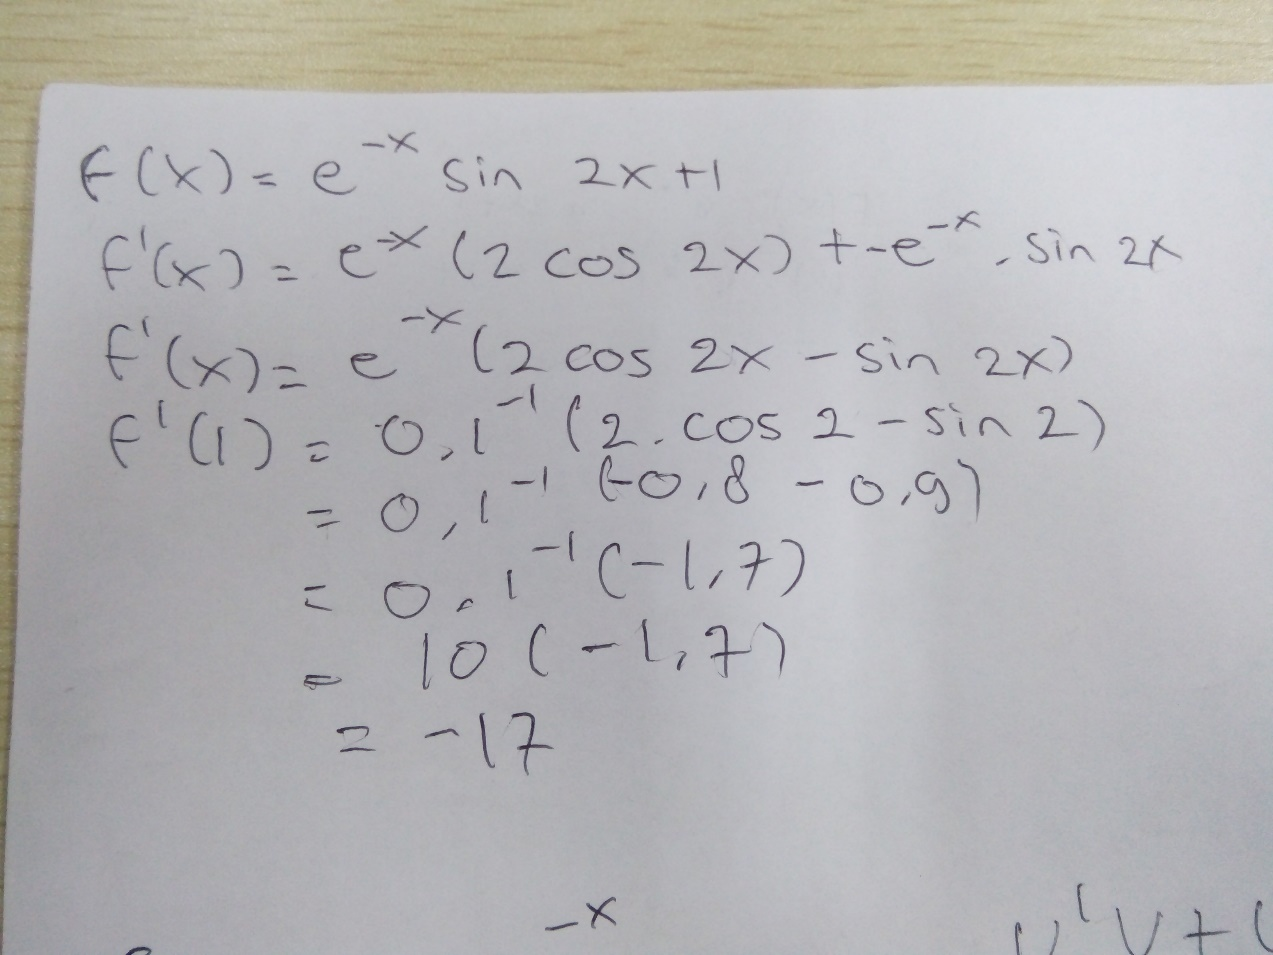 f(x) = e^-x sin 2x +1
f'(x) = e^-x (2 cos 2x) + -e^-x . sin 2x
f'(x) = e^-x (2 cos 2x - sin 2x)
f'(1) = 0,1^-1 (2. cos 2 - sin 2)
= 0,1^-1 (-0,8 - 0,9)
= 0,1^-1 (-1,7)
= 10 (-1,7)
= -17
-x
u'v +